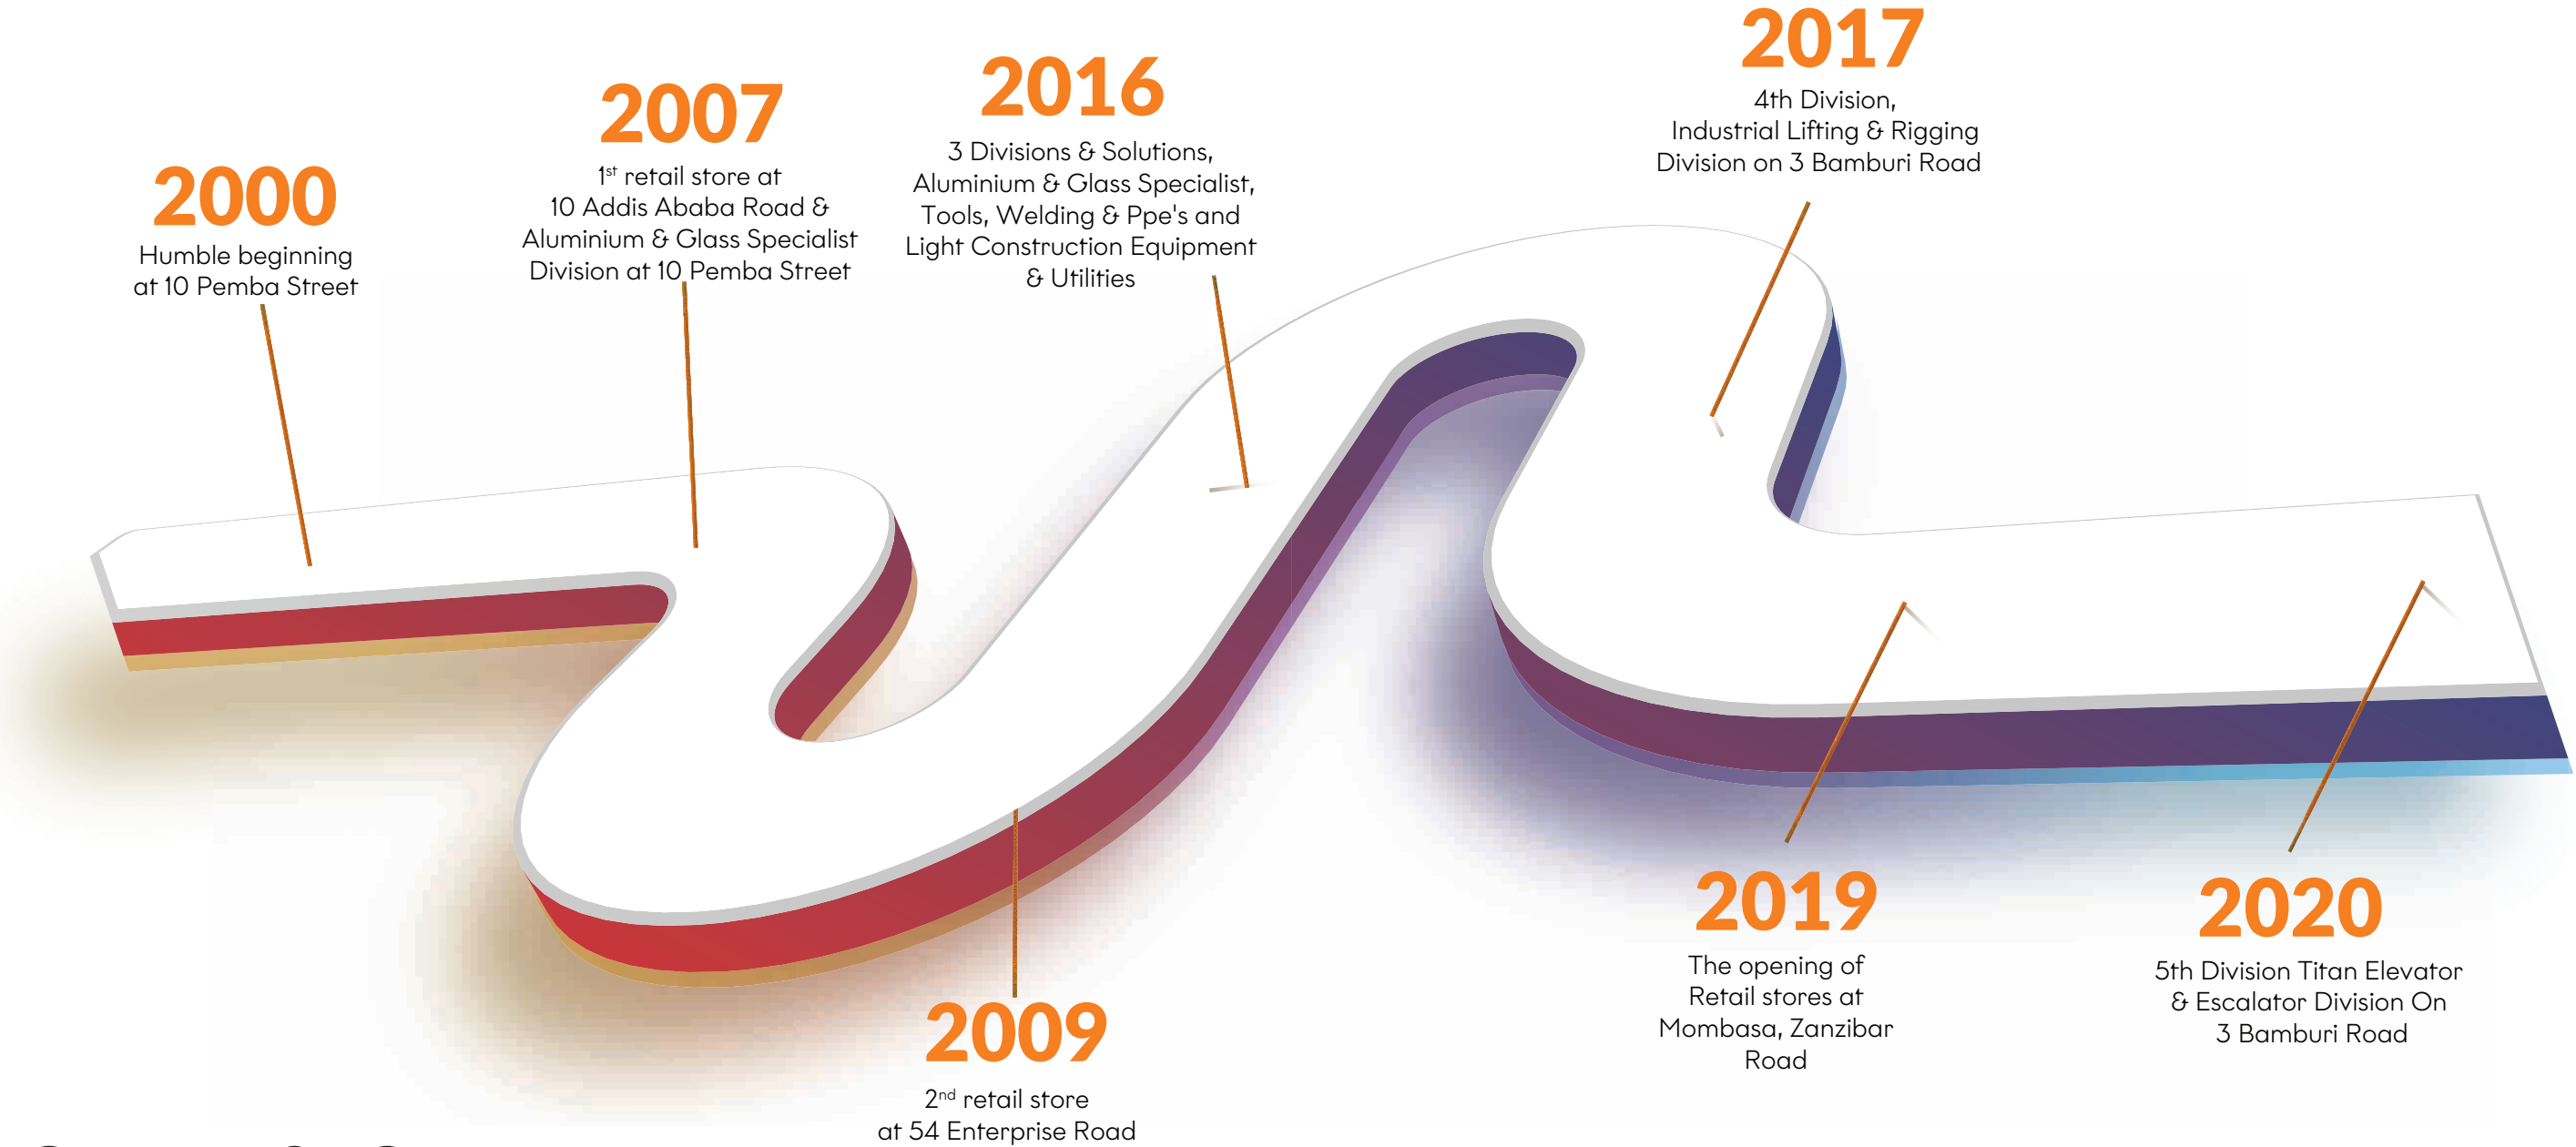 2000
Humble beginning
at 10 Pemba Street
2007
1st retail store at
10 Addis Ababa Road &
Aluminium & Glass Specialist
Division at 10 Pemba Street
2009
2nd retail store
at 54 Enterprise Road
2016
3 Divisions & Solutions,
Aluminium & Glass Specialist,
Tools, Welding & Ppe's and
Light Construction Equipment
& Utilities
2017
4th Division,
Industrial Lifting & Rigging
Division on 3 Bamburi Road
2019
The opening of
Retail stores at
Mombasa, Zanzibar
Road
2020
5th Division Titan Elevator
& Escalator Division On
3 Bamburi Road